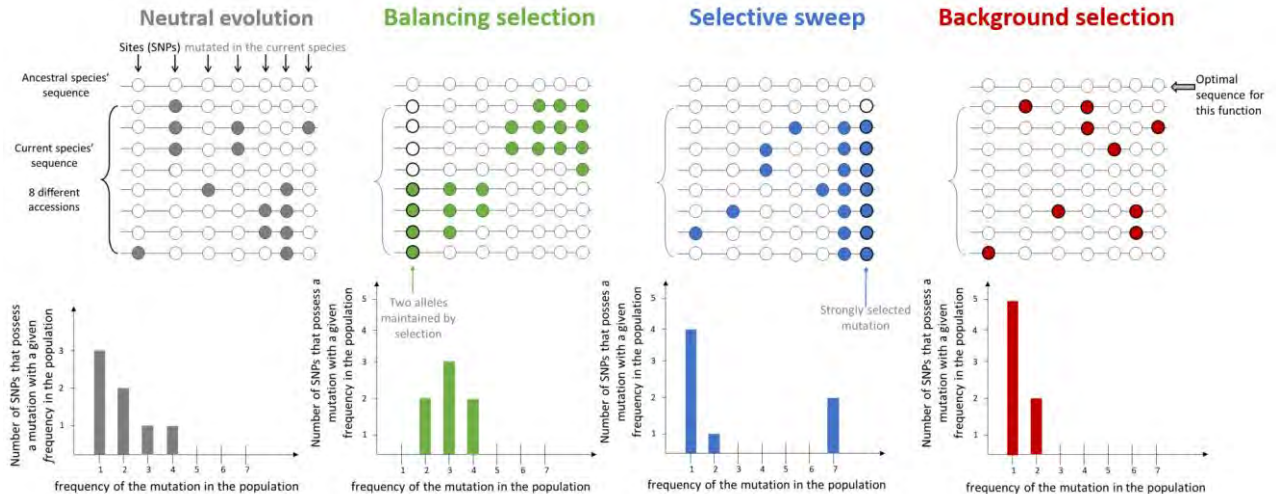 Neutral evolution
Balancing selection
Selective sweep
Background selection
Sites (SNPs) mutated in the current species
Ancestral species'
sequence
Current species'
sequence
8 different
accessions
Optimal
sequence for
this function
Two alleles
maintained by
selection
Strongly selected
mutation
Number of SNPs that possess
a mutation with a given
frequency in the population
3
2
1
1 2 3 4 5 6 7
frequency of the mutation in the population
Number of SNPs that possess a
mutation with a given
frequency in the population
5
4
3
2
1
1 2 3 4 5 6 7
frequency of the mutation in the population
Number of SNPs that posses a
mutation with a given
frequency in the population
5
4
3
2
1
1 2 3 4 5 6 7
frequency of the mutation in the population
Number of SNPs that possess a
mutation with a given
frequency in the population
5
4
3
2
1
1 2 3 4 5 6 7
frequency of the mutation in the population